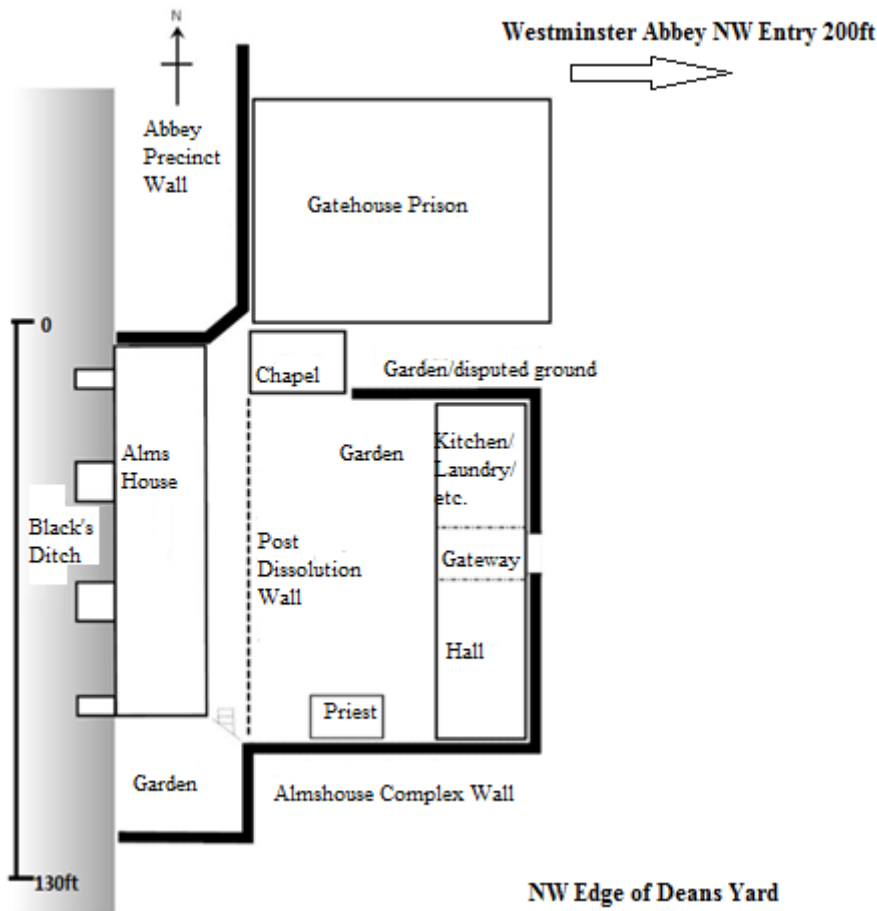 N
Westminster Abbey NW Entry 200ft
Abbey
Precinct
Wall
Gatehouse Prison
0
Chapel
Garden/disputed ground
Alms
House
Garden
Kitchen/
Laundry/
etc.
Black's
Ditch
Post
Dissolution
Wall
Gateway
Hall
Priest
Garden
Almshouse Complex Wall
130ft
NW Edge of Deans Yard